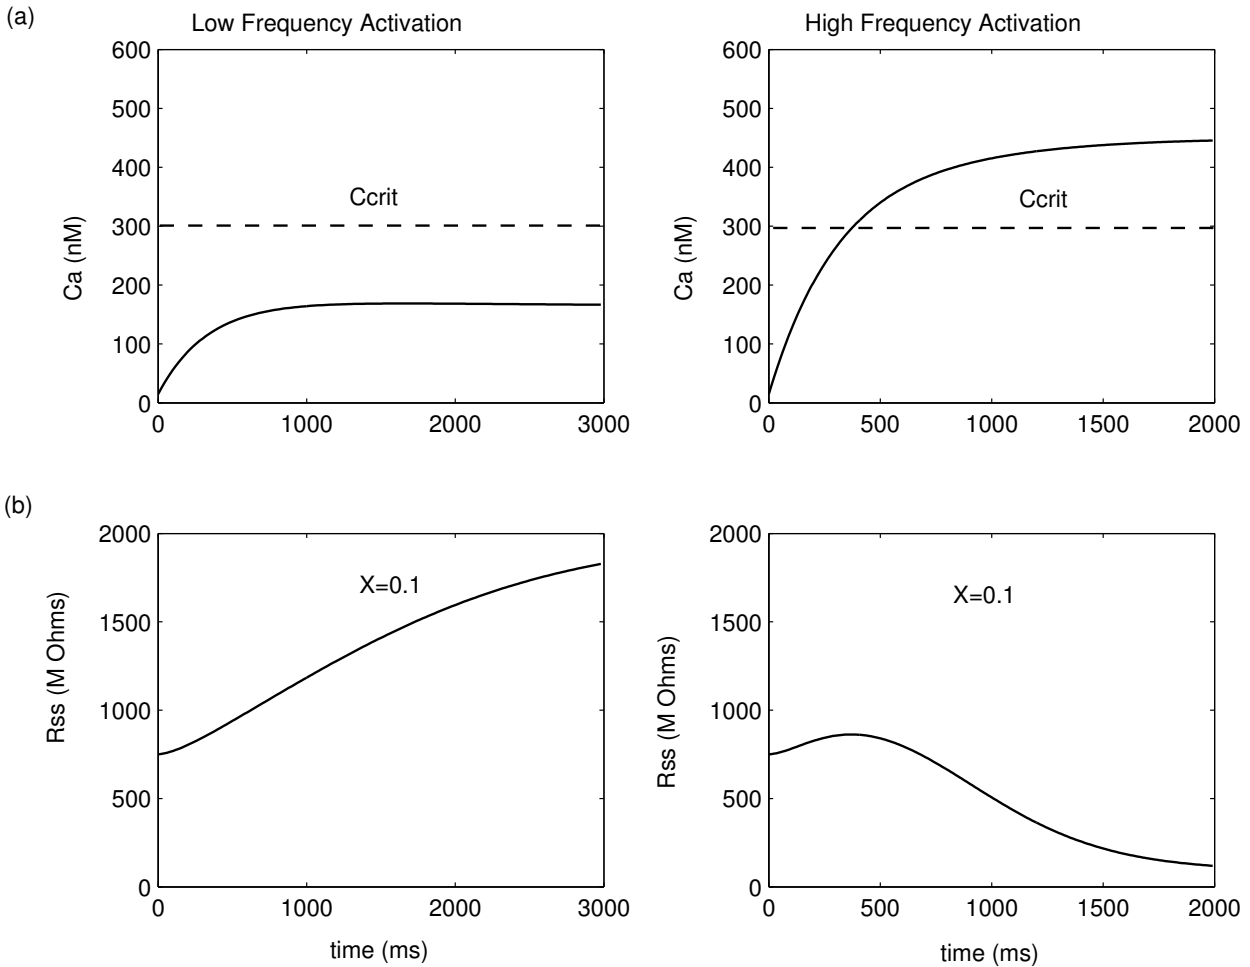 (a)
Low Frequency Activation
High Frequency Activation
600
500
400
300
200
100
0
Ca (nM)
Ccrit
0 1000 2000 3000
600
500
400
300
200
100
0
Ca (nM)
Ccrit
0 500 1000 1500 2000
(b)
2000
1500
1000
500
0
Rss (M Ohms)
X=0.1
0 1000 2000 3000
time (ms)
2000
1500
1000
500
0
Rss (M Ohms)
X=0.1
0 500 1000 1500 2000
time (ms)